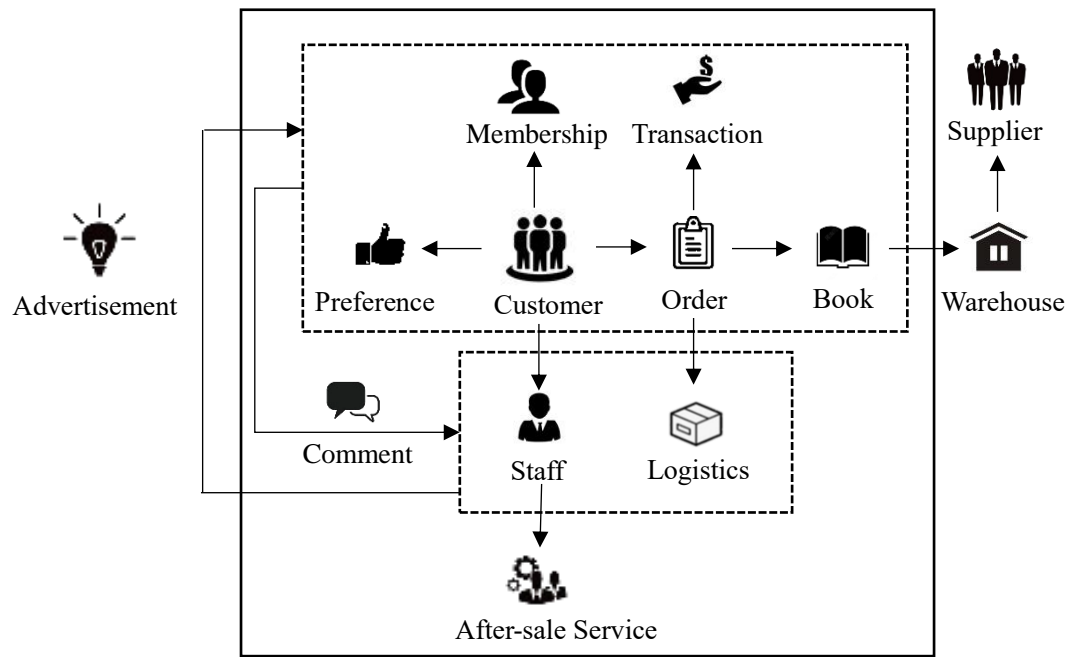 Membership
Transaction
Supplier
Advertisement
Preference
Customer
Order
Book
Warehouse
Comment
Staff
Logistics
After-sale Service
$